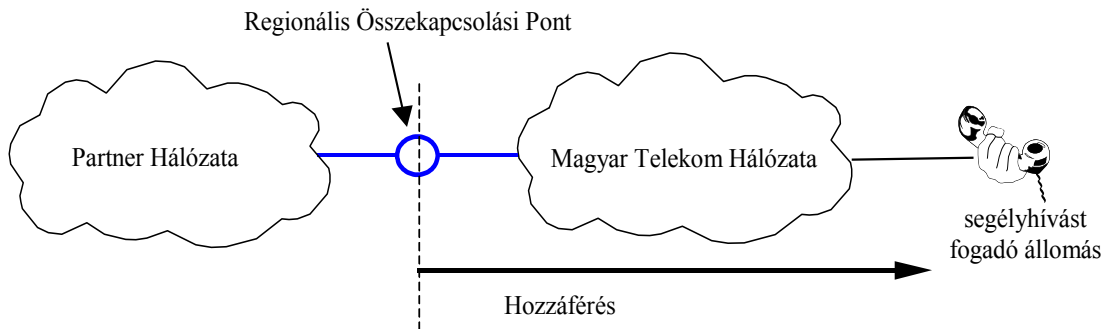 Regionális Összekapcsolási Pont
Partner Hálózata
Magyar Telekom Hálózata
segélyhívást
fogadó állomás
Hozzáférés